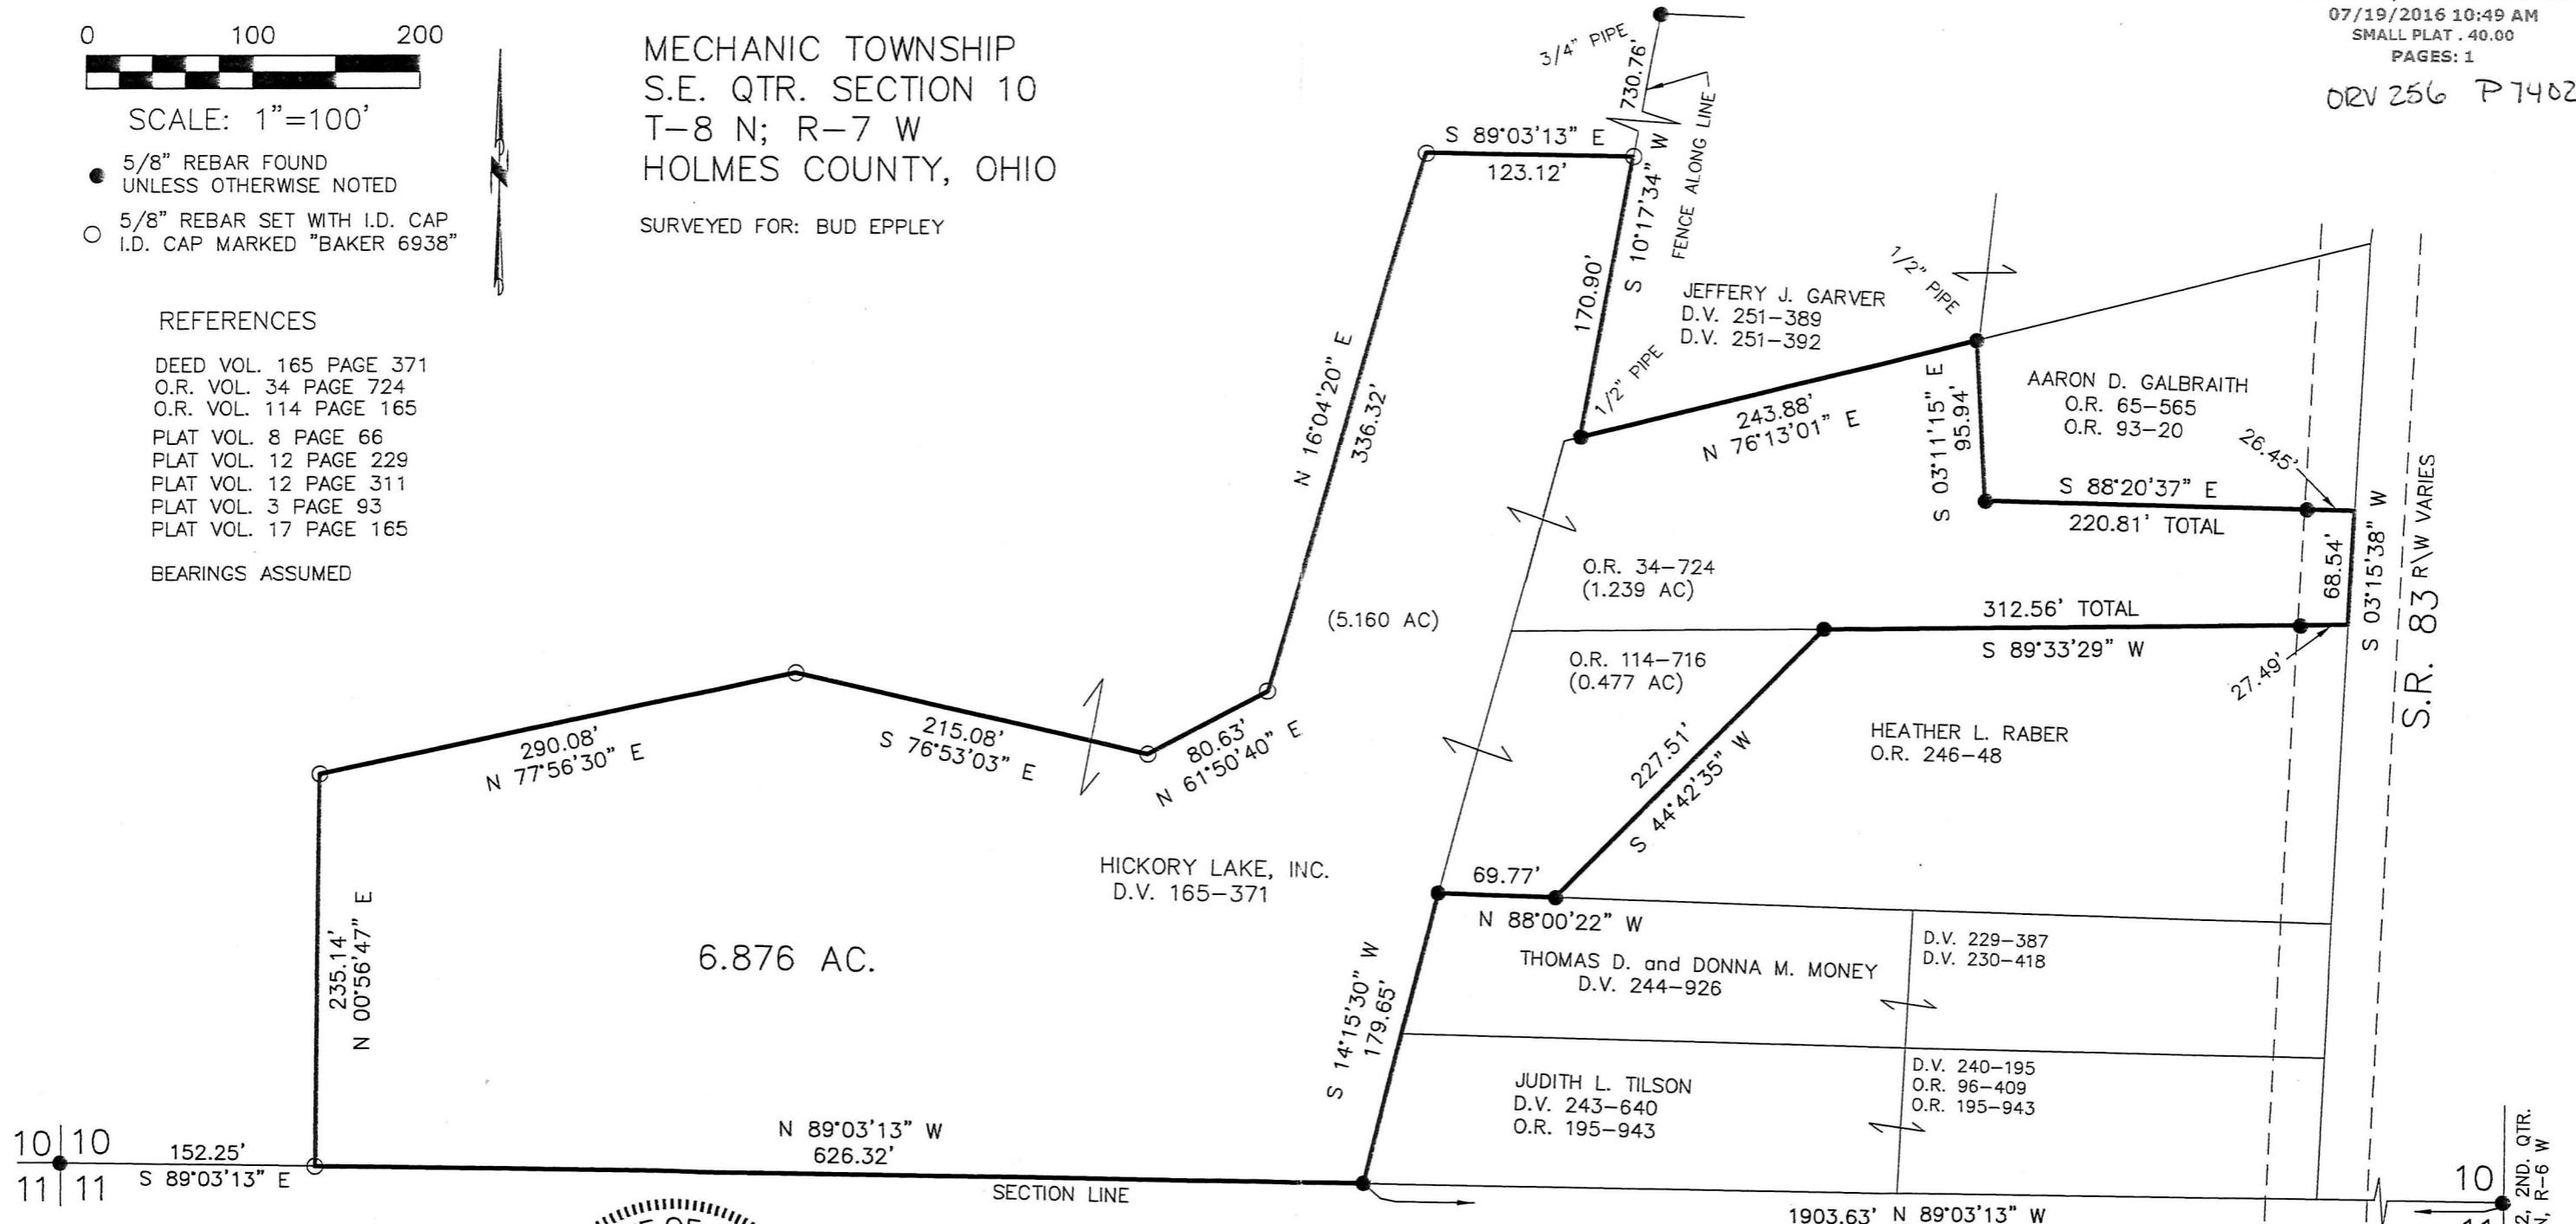 0 100 200
SCALE: 1"=100'
5/8" REBAR FOUND
UNLESS OTHERWISE NOTED
5/8" REBAR SET WITH I.D. CAP
I.D. CAP MARKED "BAKER 6938"
REFERENCES
DEED VOL. 165 PAGE 371
O.R. VOL. 34 PAGE 724
O.R. VOL. 114 PAGE 165
PLAT VOL. 8 PAGE 66
PLAT VOL. 12 PAGE 229
PLAT VOL. 12 PAGE 311
PLAT VOL. 3 PAGE 93
PLAT VOL. 17 PAGE 165
BEARINGS ASSUMED
MECHANIC TOWNSHIP
S.E. QTR. SECTION 10
T-8 N; R-7 W
HOLMES COUNTY, OHIO
SURVEYED FOR: BUD EPPLEY
07/19/2016 10:49 AM
SMALL PLAT . 40.00
PAGES: 1
ORV 256 P 7402
3/4" PIPE
730.76'
FENCE ALONG LINE
S 89°03'13" E
123.12'
S 10°17'34" W
170.90'
JEFFERY J. GARVER
D.V. 251-389
D.V. 251-392
1/2" PIPE
1/2" PIPE
N 16°04'20" E
336.32'
243.88'
N 76°13'01" E
S 03°11'15" E
95.94'
AARON D. GALBRAITH
O.R. 65-565
O.R. 93-20
26.45'
S 88°20'37" E
220.81' TOTAL
68.54'
S 03°15'38" W
S.R. 83 R\W VARIES
O.R. 34-724
(1.239 AC)
(5.160 AC)
312.56' TOTAL
S 89°33'29" W
27.49'
O.R. 114-716
(0.477 AC)
290.08'
N 77°56'30" E
215.08'
S 76°53'03" E
80.63'
N 61°50'40" E
227.51'
S 44°42'35" W
HEATHER L. RABER
O.R. 246-48
HICKORY LAKE, INC.
D.V. 165-371
69.77'
N 88°00'22" W
6.876 AC.
235.14'
N 00°56'47" E
S 14°15'30" W
179.65'
THOMAS D. and DONNA M. MONEY
D.V. 244-926
D.V. 229-387
D.V. 230-418
JUDITH L. TILSON
D.V. 243-640
O.R. 195-943
D.V. 240-195
O.R. 96-409
O.R. 195-943
10 10
11 11
152.25'
S 89°03'13" E
N 89°03'13" W
626.32'
SECTION LINE
1903.63' N 89°03'13" W
10
2, 2ND. QTR.
N, R-6 W